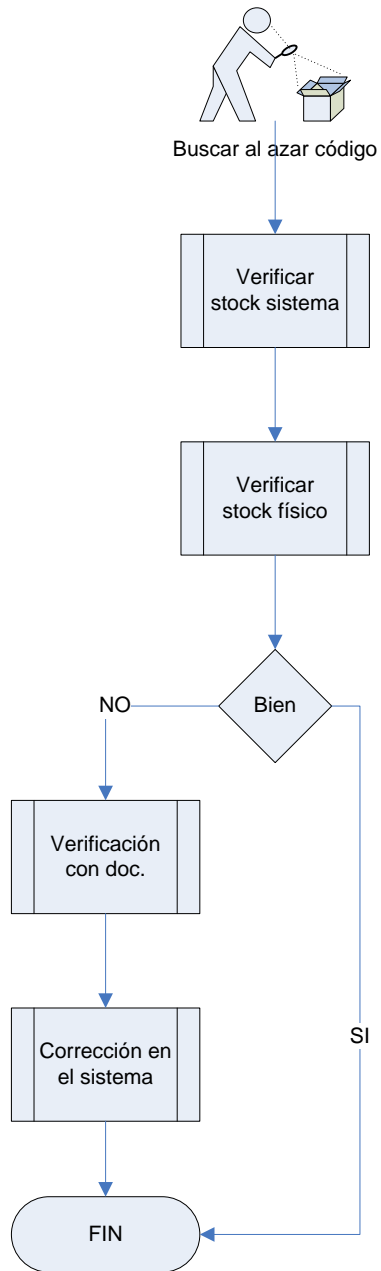 Buscar al azar código
Verificar
stock sistema
Verificar
stock físico
Bien
NO
Verificación
con doc.
Corrección en
el sistema
SI
FIN